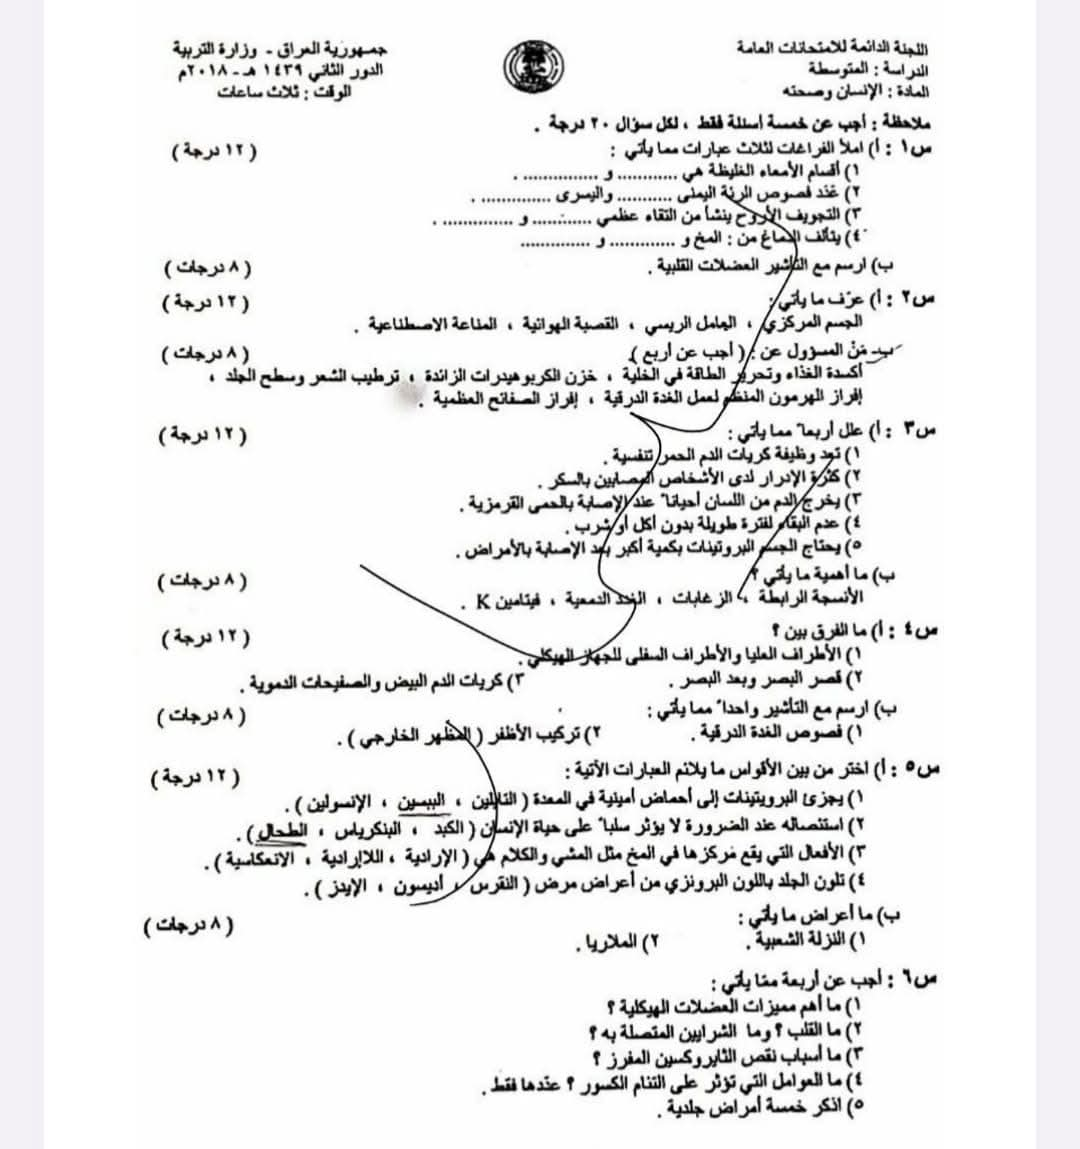 اللجنة الدائمة للامتحانات العامة
الدراسة : المتوسطة
المادة : الإنسان وصحته
جمهورية العراق - وزارة التربية
الدور الثاني ١٤٣٩ هـ - ٢٠١٨م
الوقت : ثلاث ساعات
ملاحظة : أجب عن خمسة أسئلة فقط ، لكل سؤال ٢٠ درجة .
س١ : أ) املأ الفراغات لثلاث عبارات مما يأتي : ( ١٢ درجة )
١) أقسام الأمعاء الغليظة هي ............ و ............... .
٢) عدد فصوص الرئة اليمنى ........... واليسرى .............. .
٣) التجويف الأروح ينشأ من التقاء عظمي ............ و .............. .
٤) يتألف الدماغ من : المخ و ............. و ..............
ب) ارسم مع التأشير العضلات القلبية . ( ٨ درجات )
س٢ : أ) عرّف ما يأتي : ( ١٢ درجة )
الجسم المركزي ، العامل الريسي ، القصبة الهوائية ، المناعة الاصطناعية .
ب- مَنْ المسؤول عن : ( أجب عن أربع ) ( ٨ درجات )
أكسدة الغذاء وتحرير الطاقة في الخلية ، خزن الكربوهيدرات الزائدة ، ترطيب الشعر وسطح الجلد ،
إفراز الهرمون المنظم لعمل الغدة الدرقية ، إفراز الصفائح العظمية .
س٣ : أ) علل أربعاً مما يأتي : ( ١٢ درجة )
١) تعد وظيفة كريات الدم الحمر تنفسية .
٢) كثرة الإدرار لدى الأشخاص المصابين بالسكر .
٣) يخرج الدم من اللسان أحياناً عند الإصابة بالحمى القرمزية .
٤) عدم البقاء لفترة طويلة بدون أكل أو شرب .
٥) يحتاج الجسم البروتينات بكمية أكبر بعد الإصابة بالأمراض .
ب) ما أهمية ما يأتي ؟ ( ٨ درجات )
الأنسجة الرابطة ، الزغابات ، الغدد الدمعية ، فيتامين K .
س٤ : أ) ما الفرق بين ؟ ( ١٢ درجة )
١) الأطراف العليا والأطراف السفلى للجهاز الهيكلي .
٢) قصر البصر وبعد البصر . ٣) كريات الدم البيض والصفيحات الدموية .
ب) ارسم مع التأشير واحداً مما يأتي : ( ٨ درجات )
١) فصوص الغدة الدرقية . ٢) تركيب الأظفر ( المظهر الخارجي ) .
س٥ : أ) اختر من بين الأقواس ما يلائم العبارات الآتية : ( ١٢ درجة )
١) يجزئ البرويتينات إلى أحماض أمينية في المعدة ( التايلين ، الببسين ، الإنسولين ) .
٢) استئصاله عند الضرورة لا يؤثر سلباً على حياة الإنسان ( الكبد ، البنكرياس ، الطحال ) .
٣) الأفعال التي يقع مركزها في المخ مثل المشي والكلام هي ( الإرادية ، اللاإرادية ، الانعكاسية ) .
٤) تلون الجلد باللون البرونزي من أعراض مرض ( النقرس ، أديسون ، الإيدز ) .
ب) ما أعراض ما يأتي : ( ٨ درجات )
١) النزلة الشعبية . ٢) الملاريا .
س٦ : أجب عن أربعة ممّا يأتي :
١) ما أهم مميزات العضلات الهيكلية ؟
٢) ما القلب ؟ وما الشرايين المتصلة به ؟
٣) ما أسباب نقص الثايروكسين المفرز ؟
٤) ما العوامل التي تؤثر على التئام الكسور ؟ عدّدها فقط .
٥) اذكر خمسة أمراض جلدية .